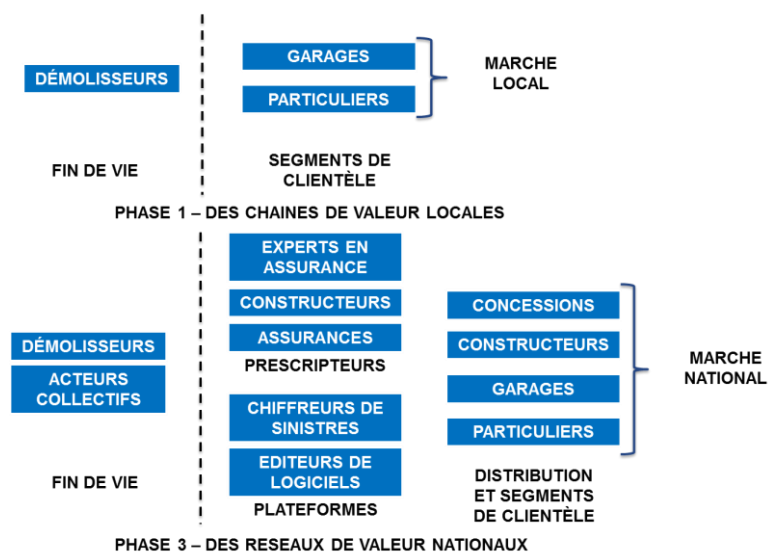 DÉMOLISSEURS
FIN DE VIE
GARAGES
PARTICULIERS
SEGMENTS DE
CLIENTÈLE
MARCHE
LOCAL
PHASE 1 – DES CHAINES DE VALEUR LOCALES
DÉMOLISSEURS
ACTEURS
COLLECTIFS
FIN DE VIE
EXPERTS EN
ASSURANCE
CONSTRUCTEURS
ASSURANCES
PRESCRIPTEURS
CHIFFREURS DE
SINISTRES
EDITEURS DE
LOGICIELS
PLATEFORMES
CONCESSIONS
CONSTRUCTEURS
GARAGES
PARTICULIERS
DISTRIBUTION
ET SEGMENTS
DE CLIENTÈLE
MARCHE
NATIONAL
PHASE 3 – DES RESEAUX DE VALEUR NATIONAUX